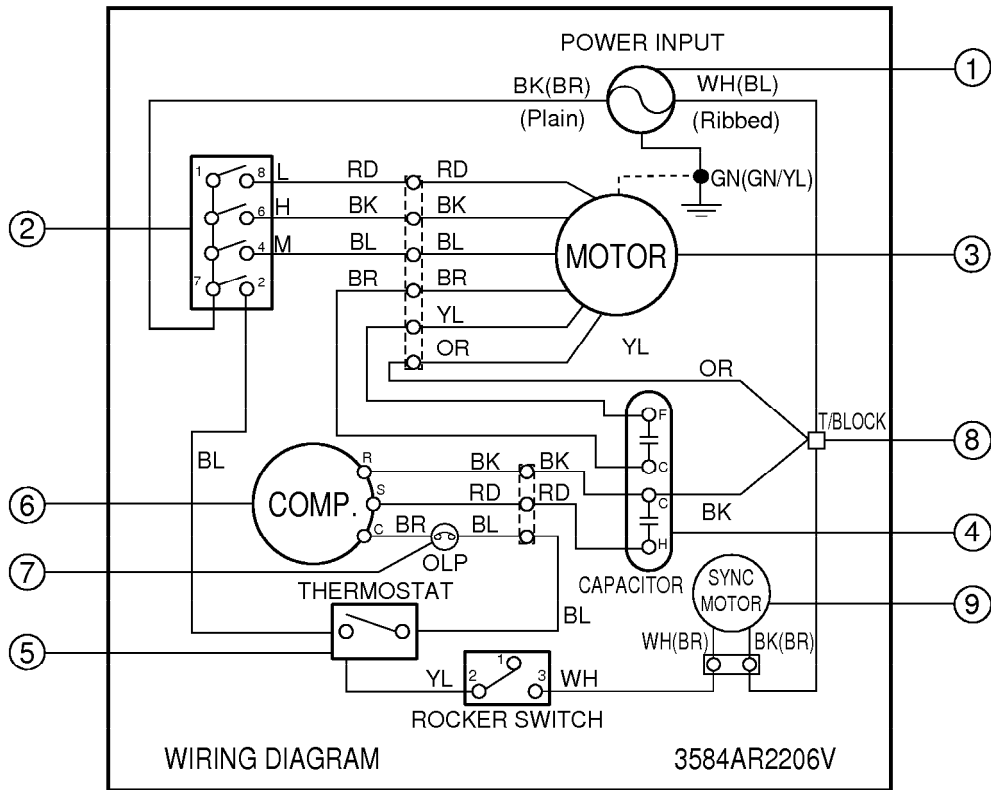 POWER INPUT
1
BK(BR)
WH(BL)
(Plain)
(Ribbed)
1
8
L
RD
RD
GN(GN/YL)
2
6
H
BK
BK
4
M
BL
BL
MOTOR
3
7
2
BR
BR
YL
OR
YL
OR
F
T/BLOCK
8
BL
R
BK
BK
C
6
COMP.
S
RD
RD
C
BK
C
BR
BL
H
4
7
OLP
CAPACITOR
SYNC
MOTOR
9
THERMOSTAT
BL
WH(BR)
BK(BR)
5
1
YL
2
3
WH
ROCKER SWITCH
WIRING DIAGRAM
3584AR2206V